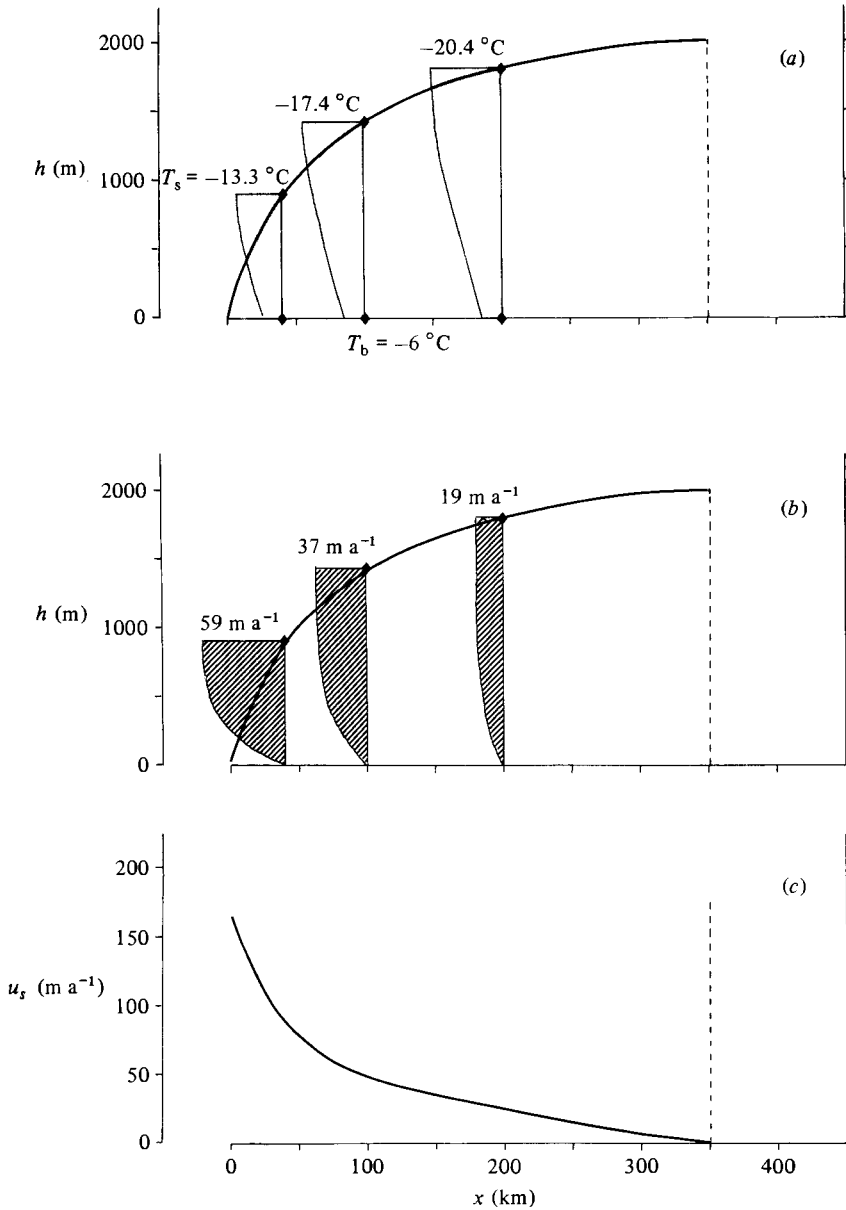 2000
−20.4 °C
(a)
−17.4 °C
h (m)
1000
T_s = −13.3 °C
0
T_b = −6 °C
2000
19 m a⁻¹
(b)
37 m a⁻¹
h (m)
1000
59 m a⁻¹
0
200
(c)
150
u_s (m a⁻¹)
100
50
0
0 100 200 300 400
x (km)